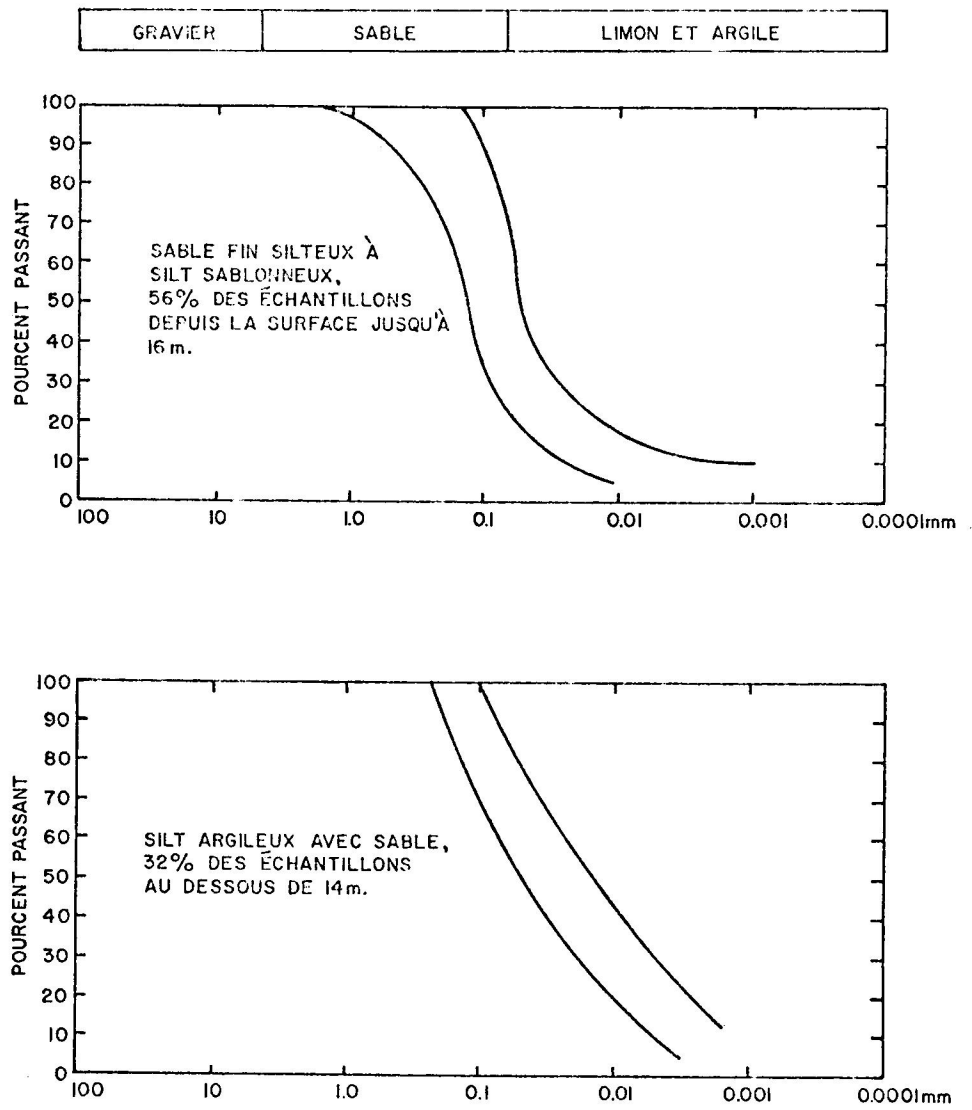 GRAVIER SABLE LIMON ET ARGILE
100
90
80
70
60
50
40
30
20
10
0
POURCENT PASSANT
SABLE FIN SILTEUX À
SILT SABLONNEUX,
56% DES ÉCHANTILLONS
DEPUIS LA SURFACE JUSQU'À
16 m.
100 10 1.0 0.1 0.01 0.001 0.0001mm
100
90
80
70
60
50
40
30
20
10
0
POURCENT PASSANT
SILT ARGILEUX AVEC SABLE,
32% DES ÉCHANTILLONS
AU DESSOUS DE 14 m.
100 10 1.0 0.1 0.01 0.001 0.0001mm